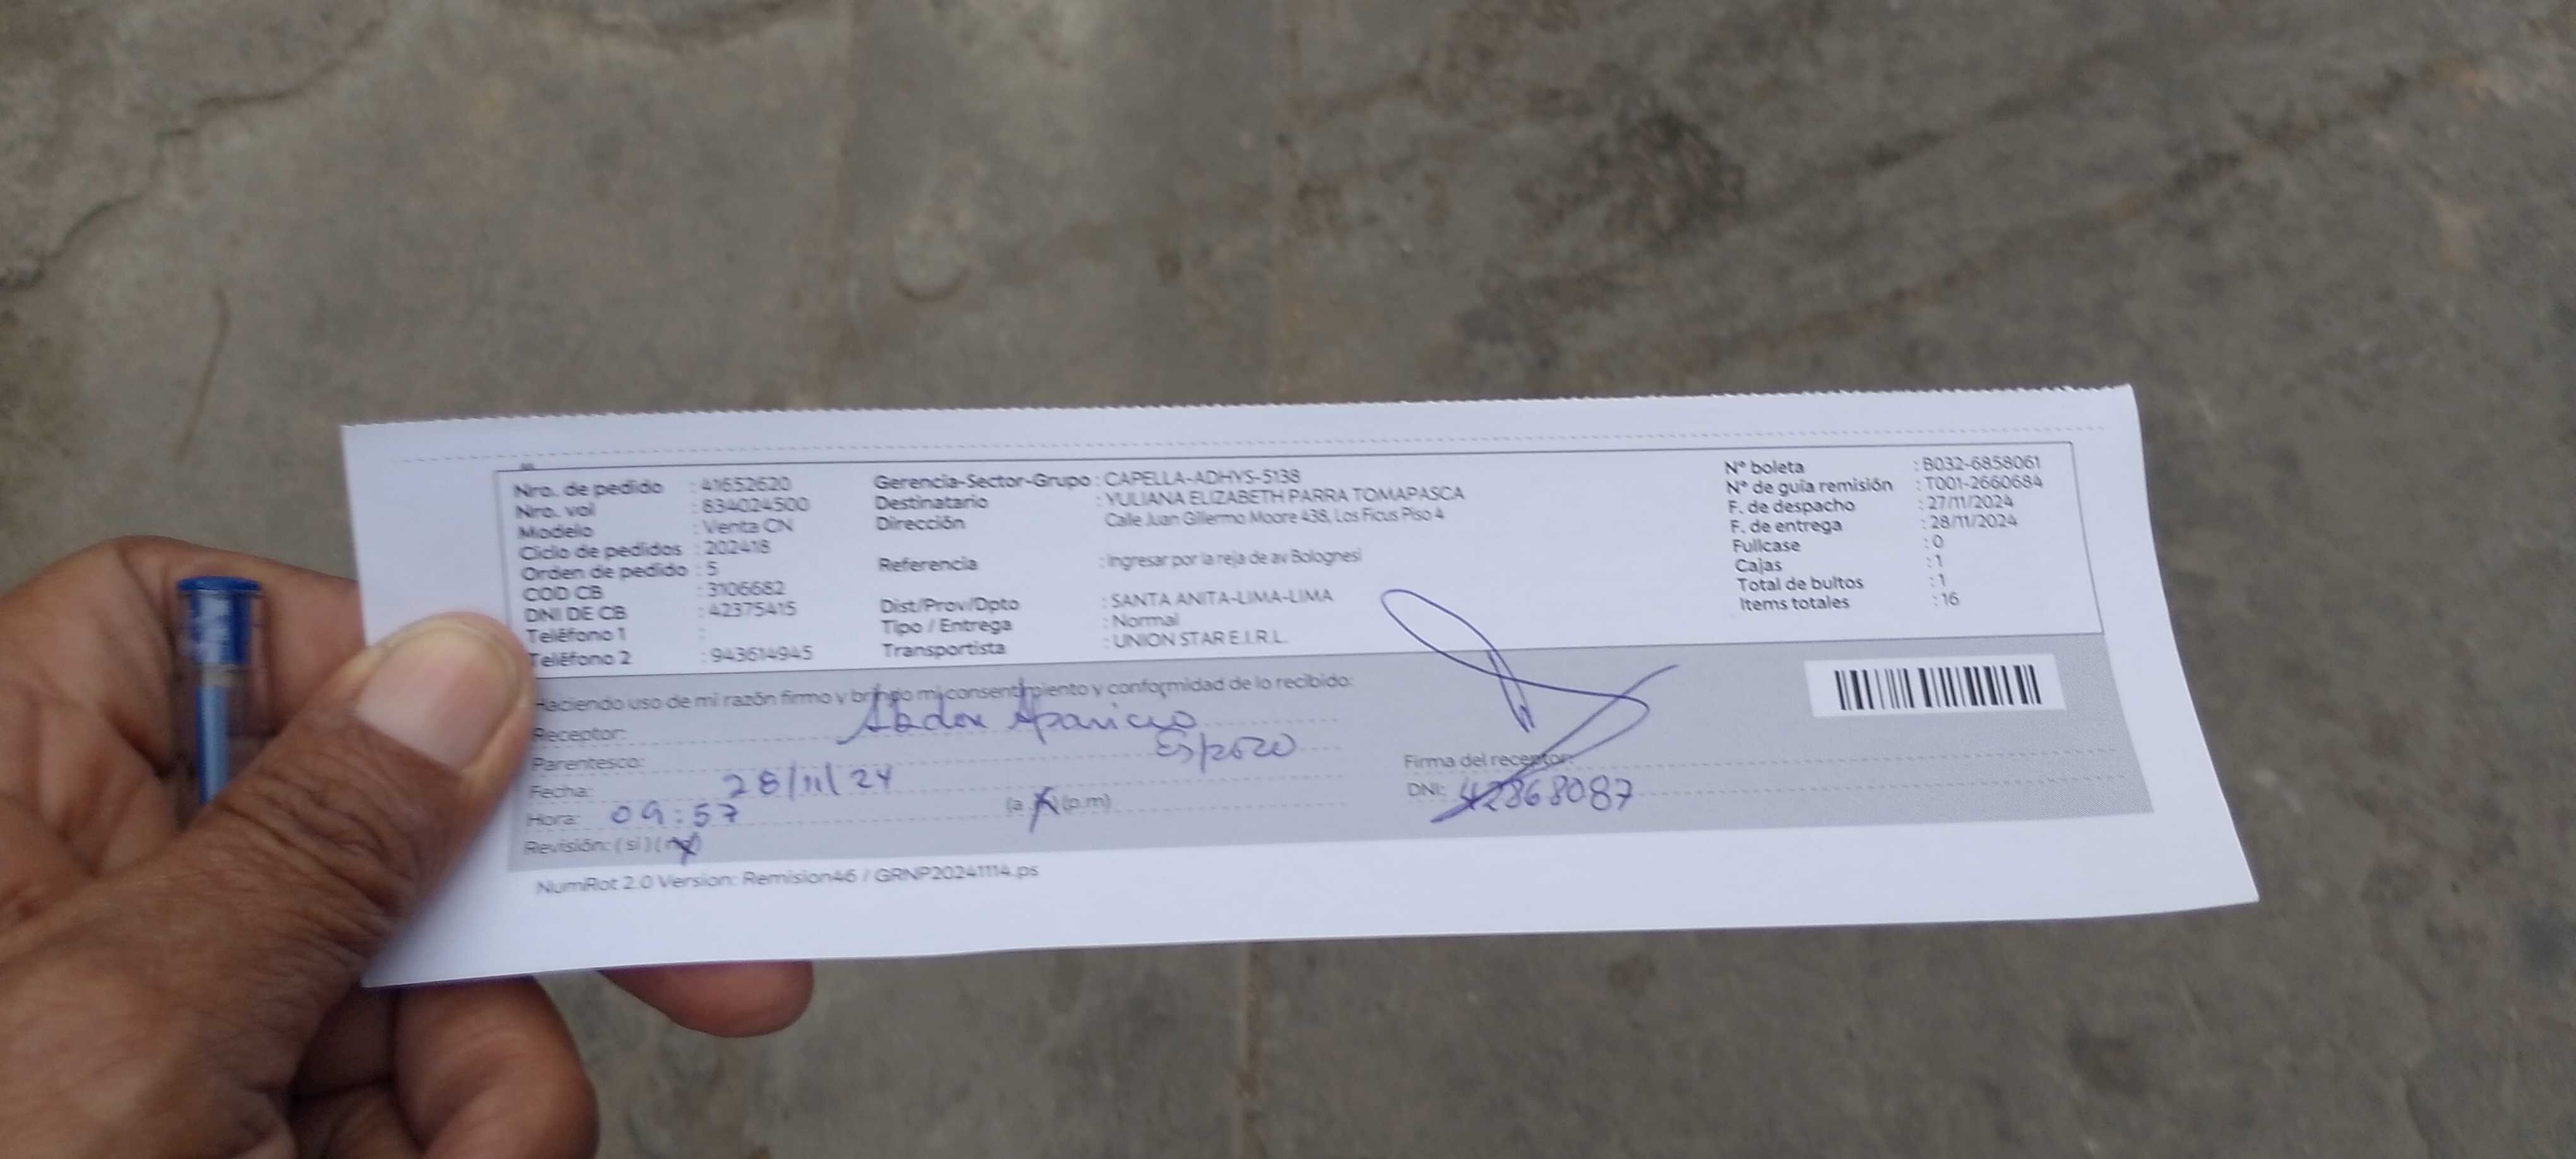 Nro. de pedido : 41652620
Nro. vol : 834024500
Modelo : Venta CN
Ciclo de pedidos : 202418
Orden de pedido : 5
COD CB : 3106682
DNI DE CB : 42375415
Teléfono 1 :
Teléfono 2 : 943614945
Gerencia-Sector-Grupo : CAPELLA-ADHYS-5138
Destinatario : YULIANA ELIZABETH PARRA TOMAPASCA
Dirección Calle Juan Gillermo Moore 438, Los Ficus Piso 4
Referencia : Ingresar por la reja de av Bolognesi
Dist/Prov/Dpto : SANTA ANITA-LIMA-LIMA
Tipo / Entrega : Normal
Transportista : UNION STAR E.I.R.L.
N° boleta : B032-6858061
N° de guía remisión : T001-2660684
F. de despacho : 27/11/2024
F. de entrega : 28/11/2024
Fullcase : 0
Cajas : 1
Total de bultos : 1
Items totales : 16
Haciendo uso de mi razón firmo y brindo mi consentimiento y conformidad de lo recibido:
Receptor: Abdon Aparicio
Parentesco: Esposo
Fecha: 28/11/24
Hora: 09:57 (a.m) (p.m)
Revisión: (si) (no)
Firma del receptor:
DNI: 42868087
NumRot 2.0 Version: Remision46 / GRNP20241114.ps